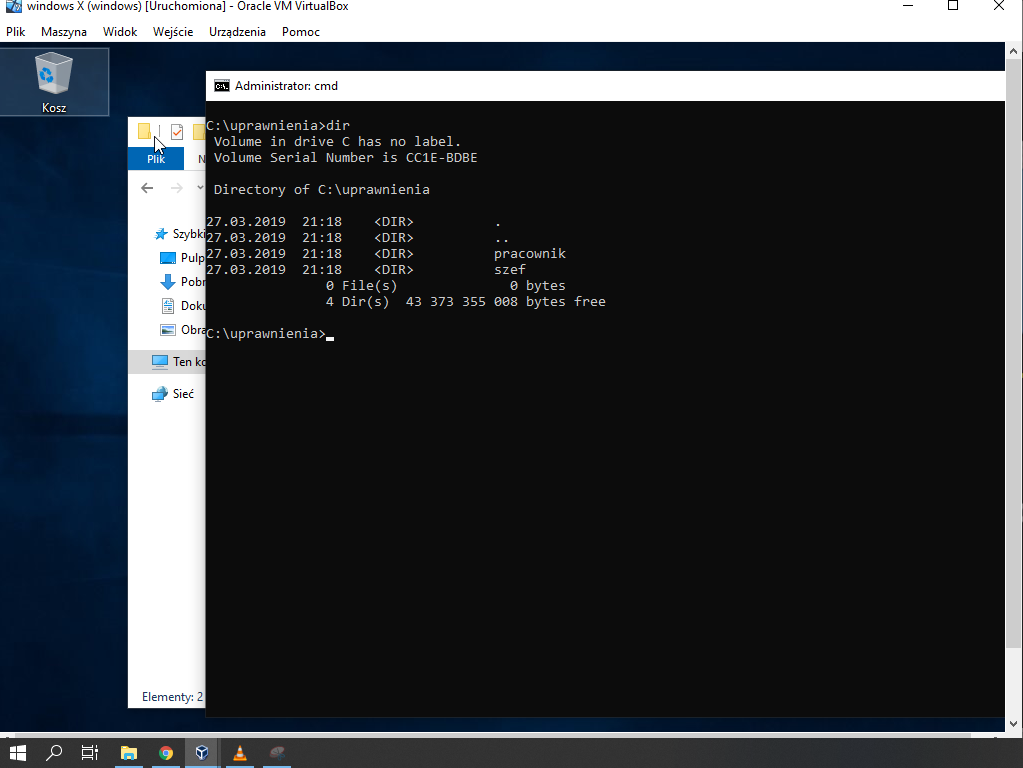 windows X (windows) [Uruchomiona] - Oracle VM VirtualBox
Plik Maszyna Widok Wejście Urządzenia Pomoc
Kosz
Administrator: cmd
Plik
C:\uprawnienia>dir
Volume in drive C has no label.
Volume Serial Number is CC1E-BDBE
Directory of C:\uprawnienia
27.03.2019 21:18 <DIR> .
27.03.2019 21:18 <DIR> ..
27.03.2019 21:18 <DIR> pracownik
27.03.2019 21:18 <DIR> szef
0 File(s) 0 bytes
4 Dir(s) 43 373 355 008 bytes free
C:\uprawnienia>
Szybki
Pulp
Pobr
Doku
Obra
Ten ko
Sieć
Elementy: 2